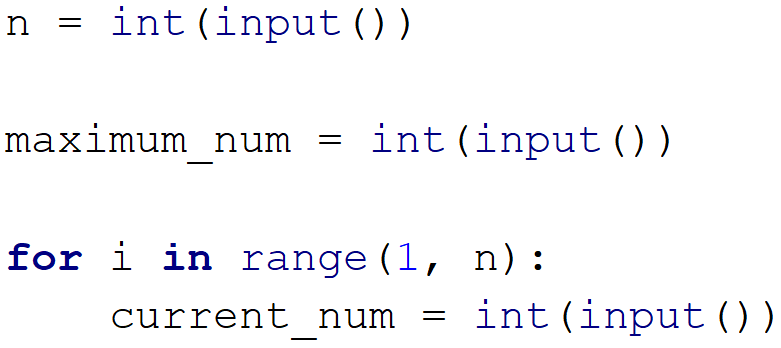 n = int(input())
maximum_num = int(input())
for i in range(1, n):
    current_num = int(input())